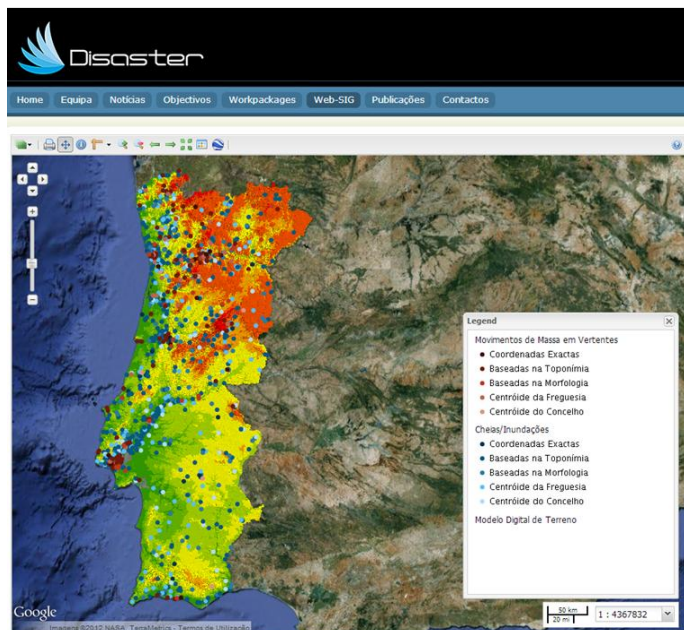 Disaster
Home Equipa Notícias Objectivos Workpackages Web-SIG Publicações Contactos
Legend
Movimentos de Massa em Vertentes
Coordenadas Exactas
Baseadas na Toponímia
Baseadas na Morfologia
Centróide da Freguesia
Centróide do Concelho
Cheias/Inundações
Coordenadas Exactas
Baseadas na Toponímia
Baseadas na Morfologia
Centróide da Freguesia
Centróide do Concelho
Modelo Digital de Terreno
Google
50 km
20 mi
1 : 4367832
Imagens ©2012 NASA, TerraMetrics - Termos de Utilização